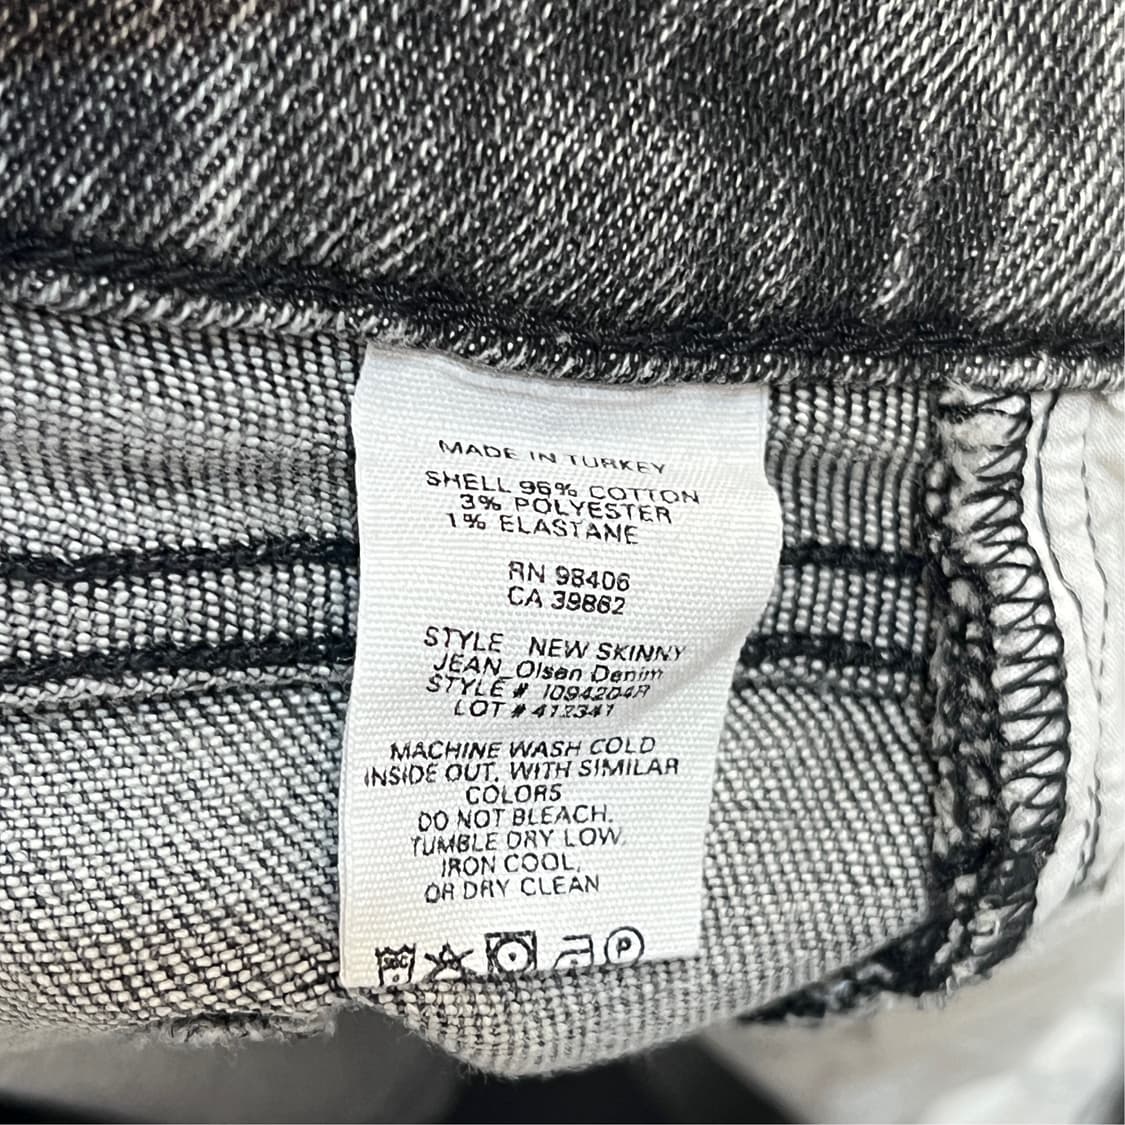 MADE IN TURKEY
SHELL 96% COTTON
3% POLYESTER
1% ELASTANE
RN 98406
CA 39862
STYLE NEW SKINNY
JEAN_Olsen Denim
STYLE # 1094204R
LOT # 412341
MACHINE WASH COLD
INSIDE OUT, WITH SIMILAR
COLORS
DO NOT BLEACH.
TUMBLE DRY LOW,
IRON COOL,
OR DRY CLEAN
P